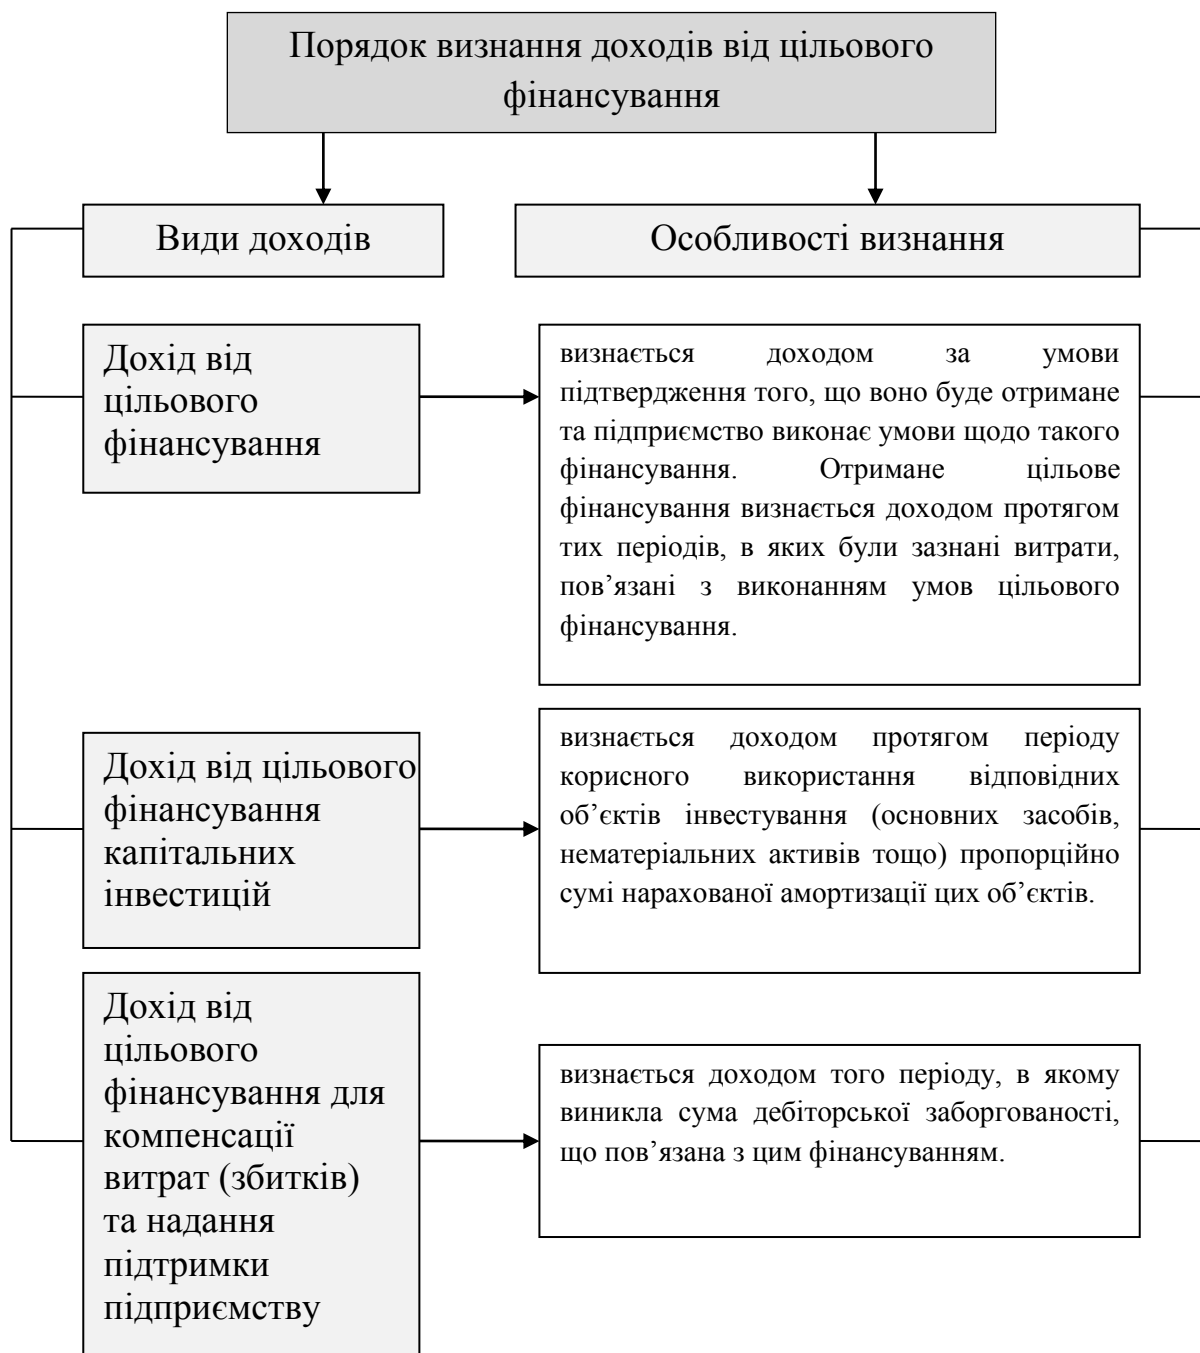 Порядок визнання доходів від цільового
фінансування
Види доходів
Особливості визнання
Дохід від
цільового
фінансування
визнається доходом за умови
підтвердження того, що воно буде отримане
та підприємство виконає умови щодо такого
фінансування. Отримане цільове
фінансування визнається доходом протягом
тих періодів, в яких були зазнані витрати,
пов’язані з виконанням умов цільового
фінансування.
Дохід від цільового
фінансування
капітальних
інвестицій
визнається доходом протягом періоду
корисного використання відповідних
об’єктів інвестування (основних засобів,
нематеріальних активів тощо) пропорційно
сумі нарахованої амортизації цих об’єктів.
Дохід від
цільового
фінансування для
компенсації
витрат (збитків)
та надання
підтримки
підприємству
визнається доходом того періоду, в якому
виникла сума дебіторської заборгованості,
що пов’язана з цим фінансуванням.